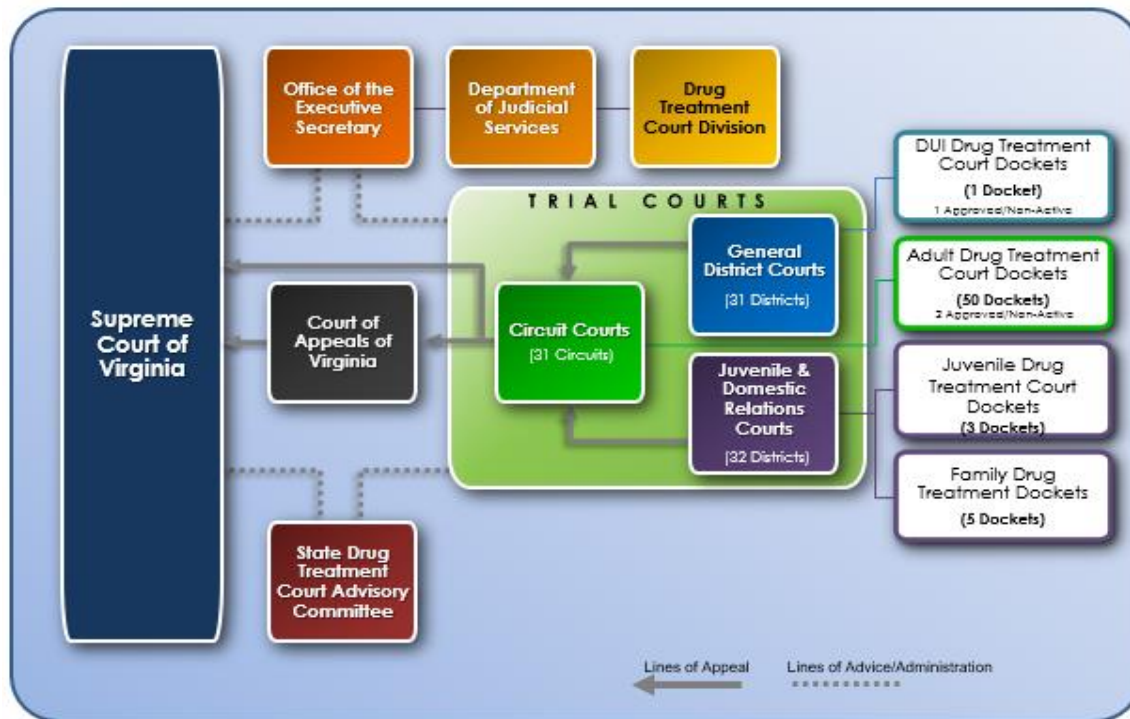 Office of the
Executive
Secretary
Department
of Judicial
Services
Drug
Treatment
Court Division
Supreme
Court of
Virginia
Court of
Appeals of
Virginia
State Drug
Treatment
Court Advisory
Committee
TRIAL COURTS
Circuit Courts
(31 Circuits)
General
District Courts
(31 Districts)
Juvenile &
Domestic
Relations
Courts
(32 Districts)
DUI Drug Treatment
Court Dockets
(1 Docket)
1 Approved/Non-Active
Adult Drug Treatment
Court Dockets
(50 Dockets)
2 Approved/Non-Active
Juvenile Drug
Treatment Court
Dockets
(3 Dockets)
Family Drug
Treatment Dockets
(5 Dockets)
Lines of Appeal
Lines of Advice/Administration